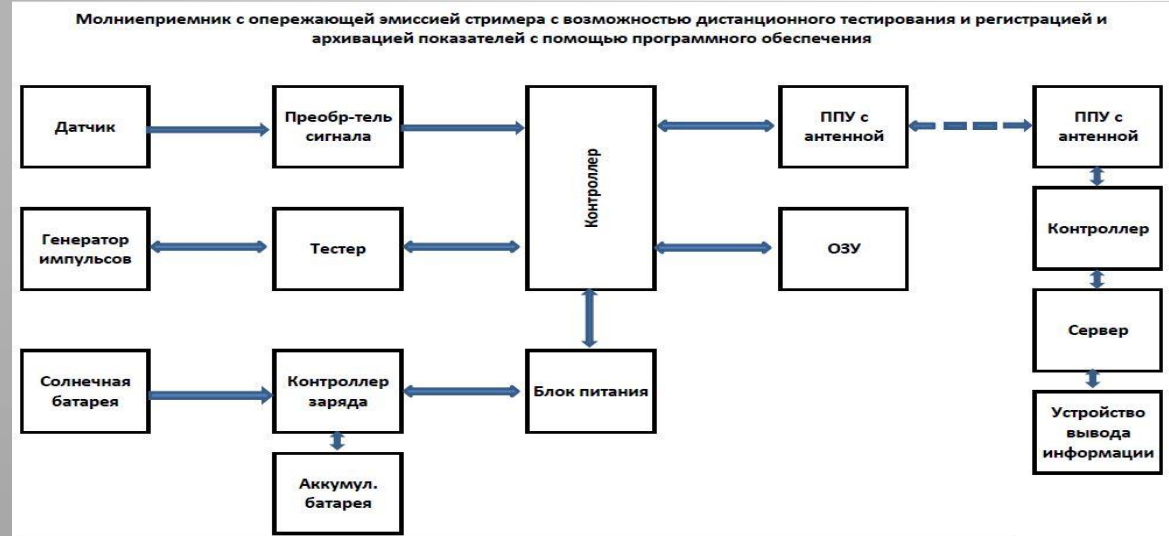 Молниеприемник с опережающей эмиссией стримера с возможностью дистанционного тестирования и регистрацией и
архивацией показателей с помощью программного обеспечения
Датчик
Преобр-тель
сигнала
Контроллер
ППУ с
антенной
ППУ с
антенной
Генератор
импульсов
Тестер
ОЗУ
Контроллер
Сервер
Солнечная
батарея
Контроллер
заряда
Блок питания
Устройство
вывода
информации
Аккумул.
батарея